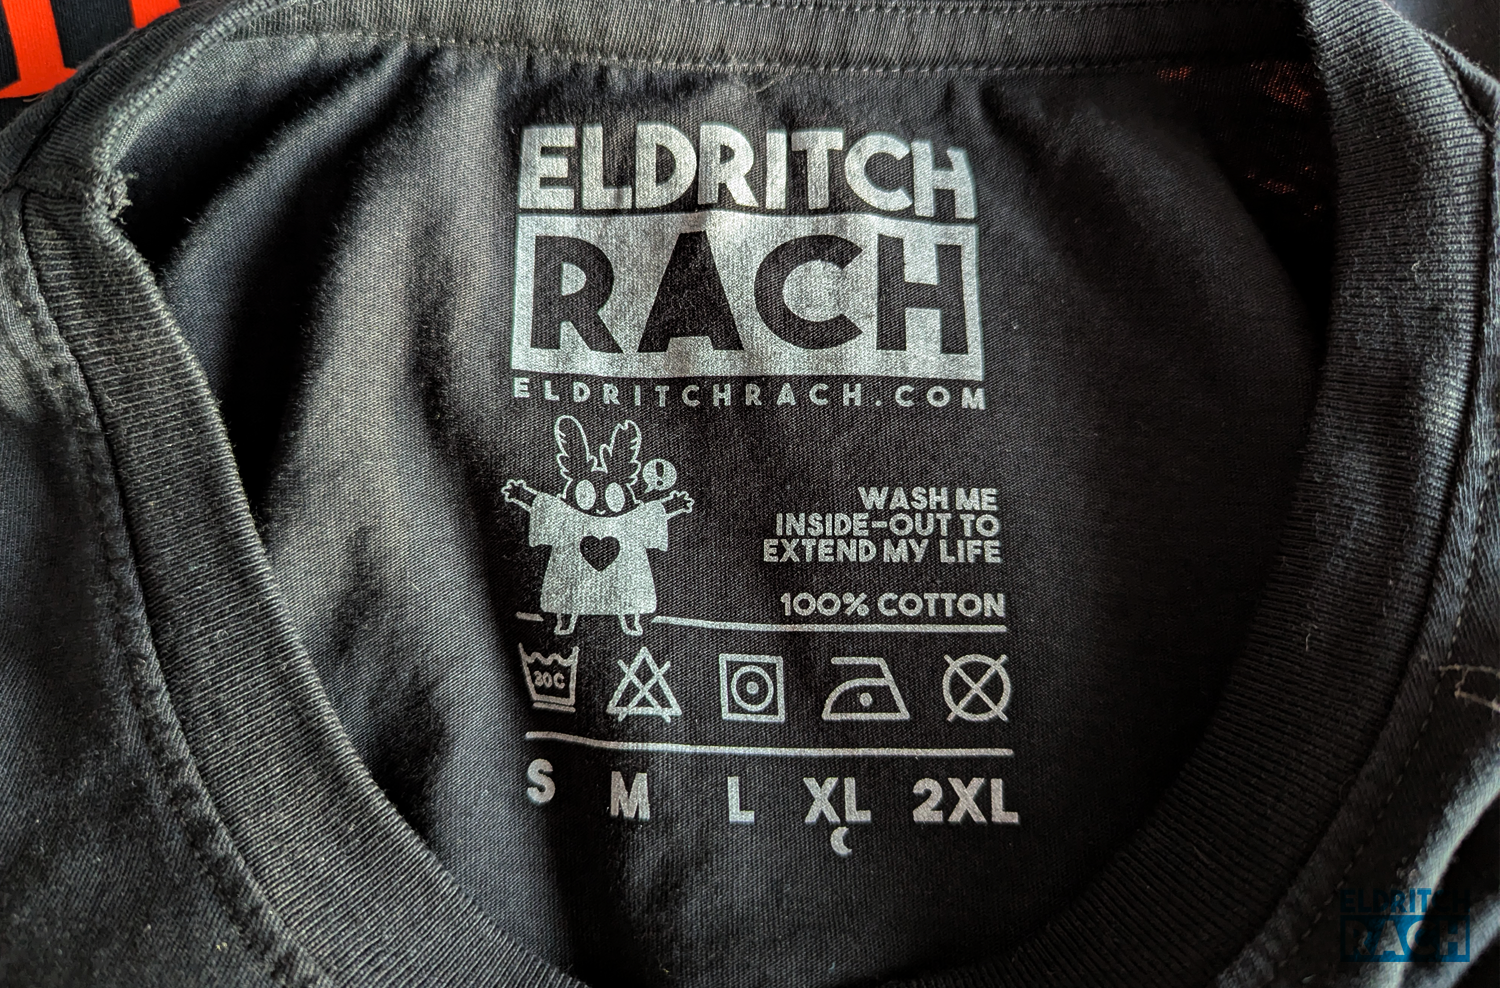 ELDRITCH
RACH
ELDRITCHRACH.COM
!
WASH ME
INSIDE-OUT TO
EXTEND MY LIFE
100% COTTON
30C
S M L XL 2XL
ELDRITCH
RACH